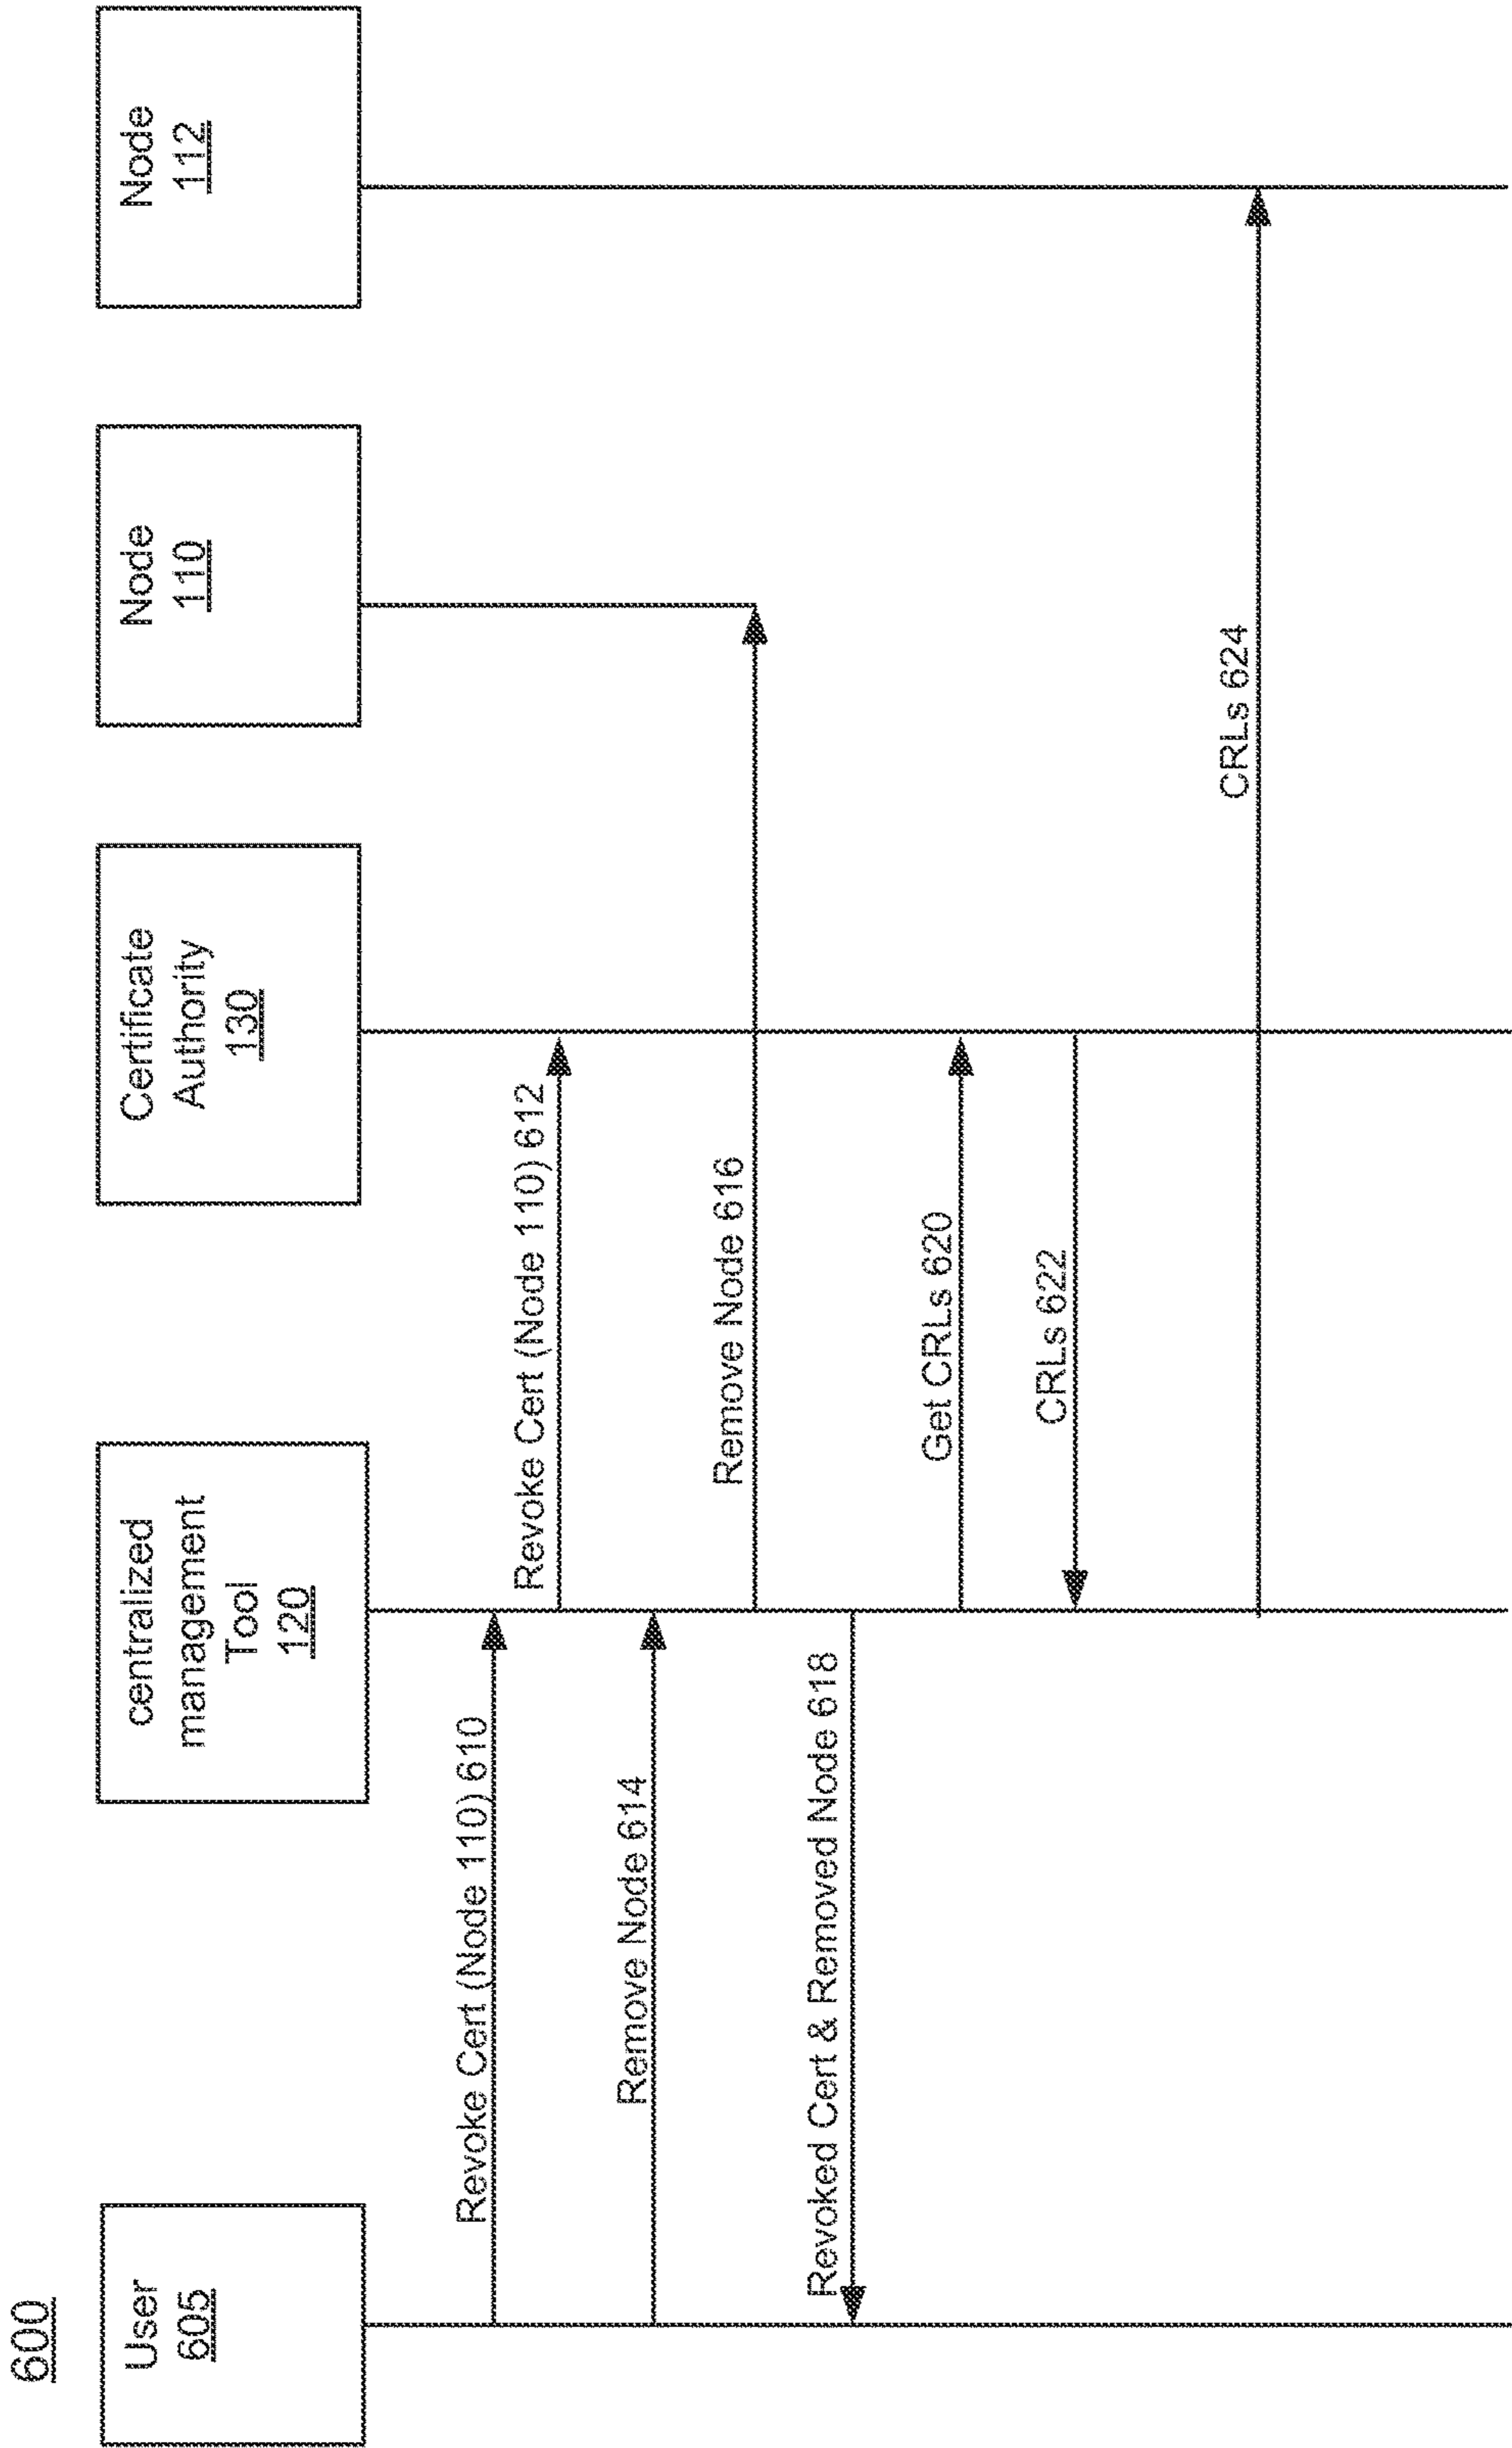 600
User
605
centralized
management
Tool
120
Certificate
Authority
130
Node
110
Node
112
Revoke Cert (Node 110) 610
Revoke Cert (Node 110) 612
Remove Node 614
Remove Node 616
Revoked Cert & Removed Node 618
Get CRLs 620
CRLs 622
CRLs 624